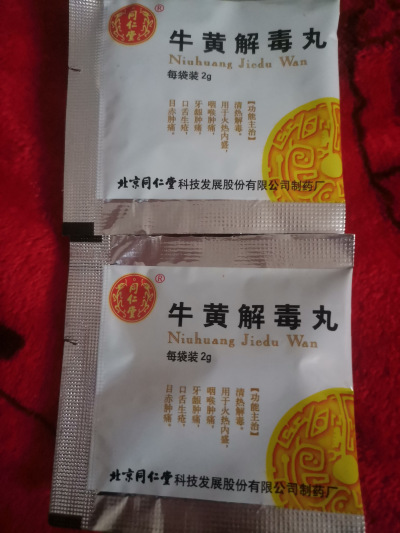 同仁堂
®
牛黄解毒丸
Niuhuang Jiedu Wan
每袋装 2g
【功能主治】
清热解毒。
用于火热内盛，
咽喉肿痛，
牙龈肿痛，
口舌生疮，
目赤肿痛。
北京同仁堂科技发展股份有限公司制药厂
同仁堂
®
牛黄解毒丸
Niuhuang Jiedu Wan
每袋装 2g
【功能主治】
清热解毒。
用于火热内盛，
咽喉肿痛，
牙龈肿痛，
口舌生疮，
目赤肿痛。
北京同仁堂科技发展股份有限公司制药厂